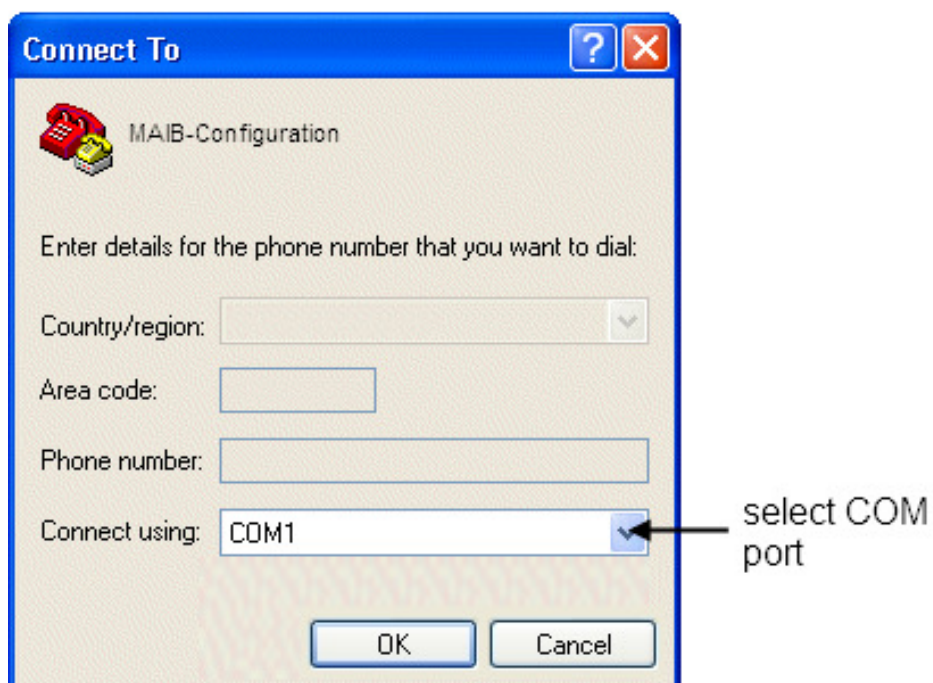 Connect To
MAIB-Configuration
Enter details for the phone number that you want to dial:
Country/region:
Area code:
Phone number:
Connect using: COM1
select COM
port
OK Cancel